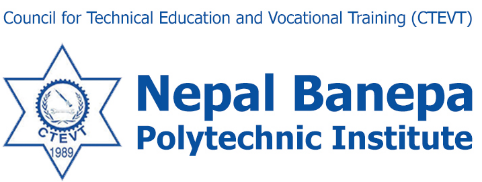 Council for Technical Education and Vocational Training (CTEVT)
Nepal Banepa
Polytechnic Institute
CTEVT
1989